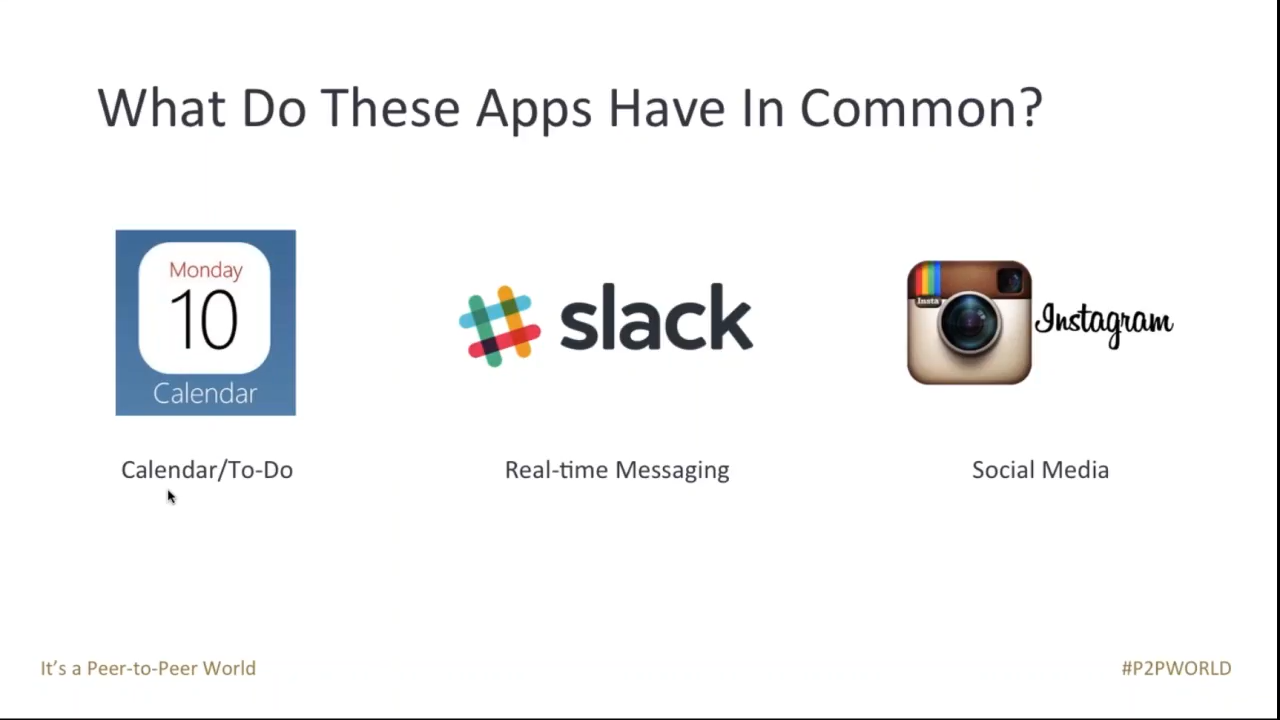 What Do These Apps Have In Common?
Monday
10
Calendar
slack
Insta
Instagram
Calendar/To-Do
Real-time Messaging
Social Media
It's a Peer-to-Peer World
#P2PWORLD